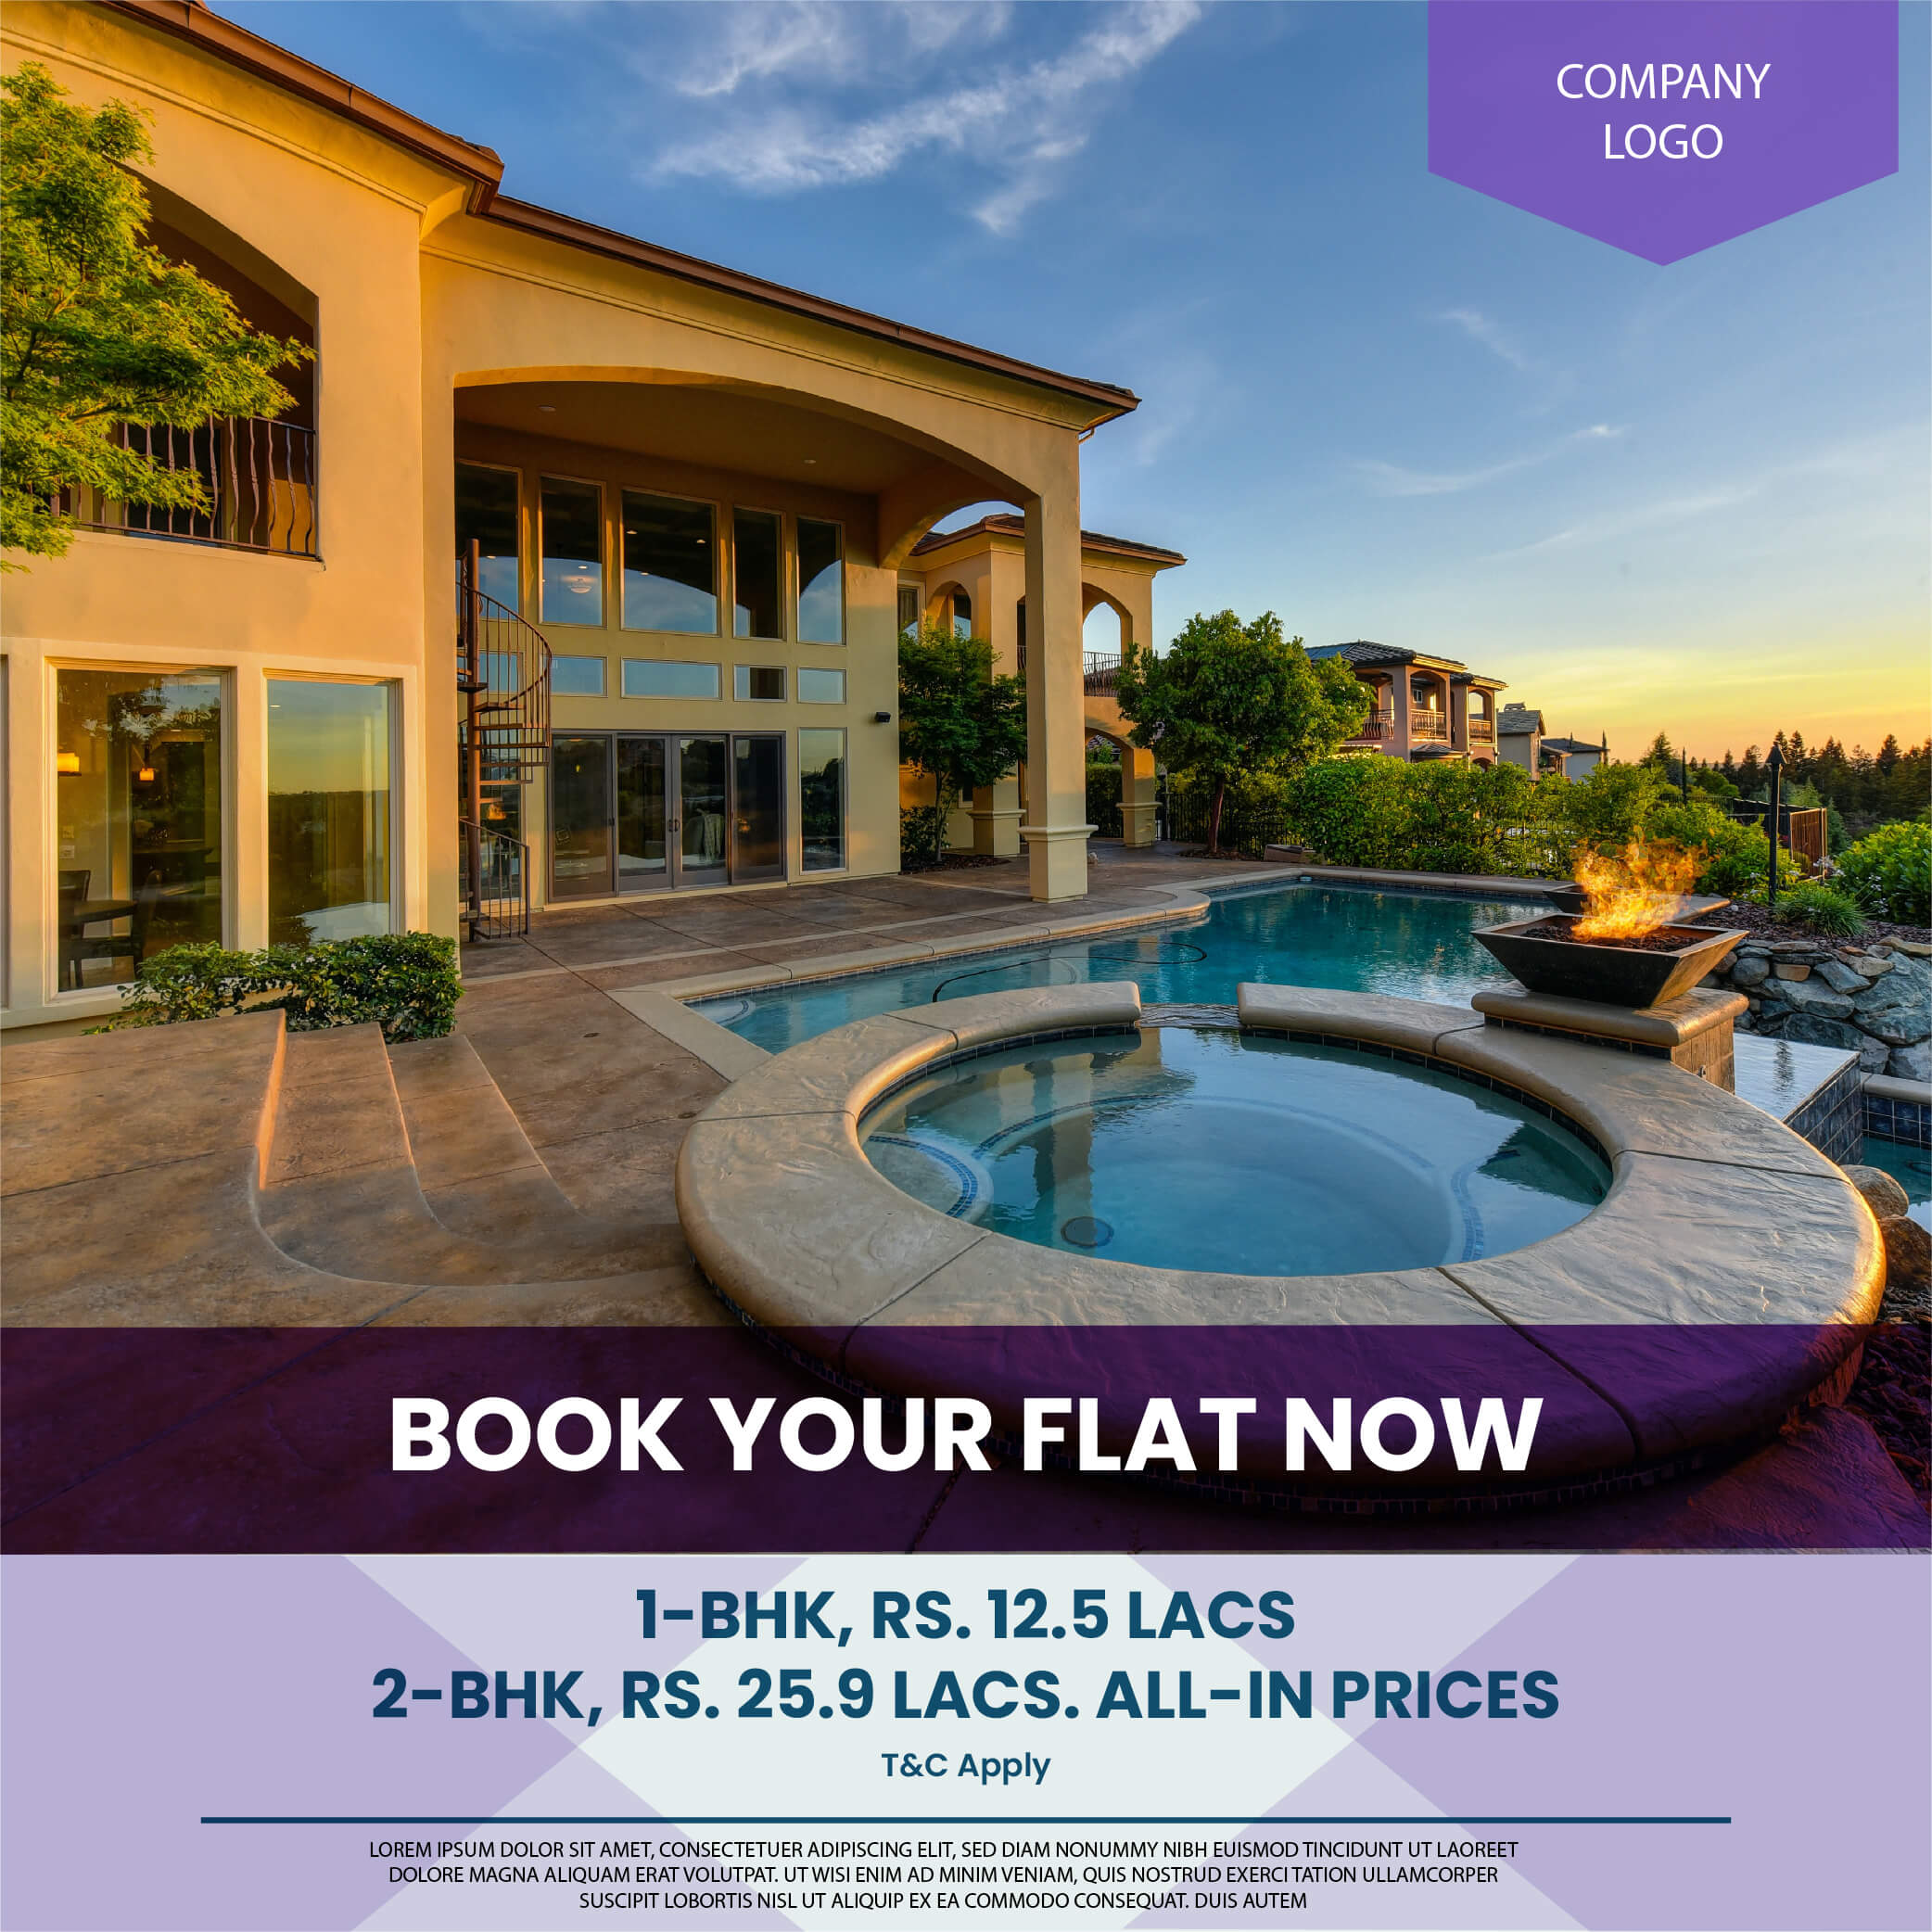 COMPANY
LOGO
BOOK YOUR FLAT NOW
1-BHK, RS. 12.5 LACS
2-BHK, RS. 25.9 LACS. ALL-IN PRICES
T&C Apply
LOREM IPSUM DOLOR SIT AMET, CONSECTETUER ADIPISCING ELIT, SED DIAM NONUMMY NIBH EUISMOD TINCIDUNT UT LAOREET
DOLORE MAGNA ALIQUAM ERAT VOLUTPAT. UT WISI ENIM AD MINIM VENIAM, QUIS NOSTRUD EXERCI TATION ULLAMCORPER
SUSCIPIT LOBORTIS NISL UT ALIQUIP EX EA COMMODO CONSEQUAT. DUIS AUTEM